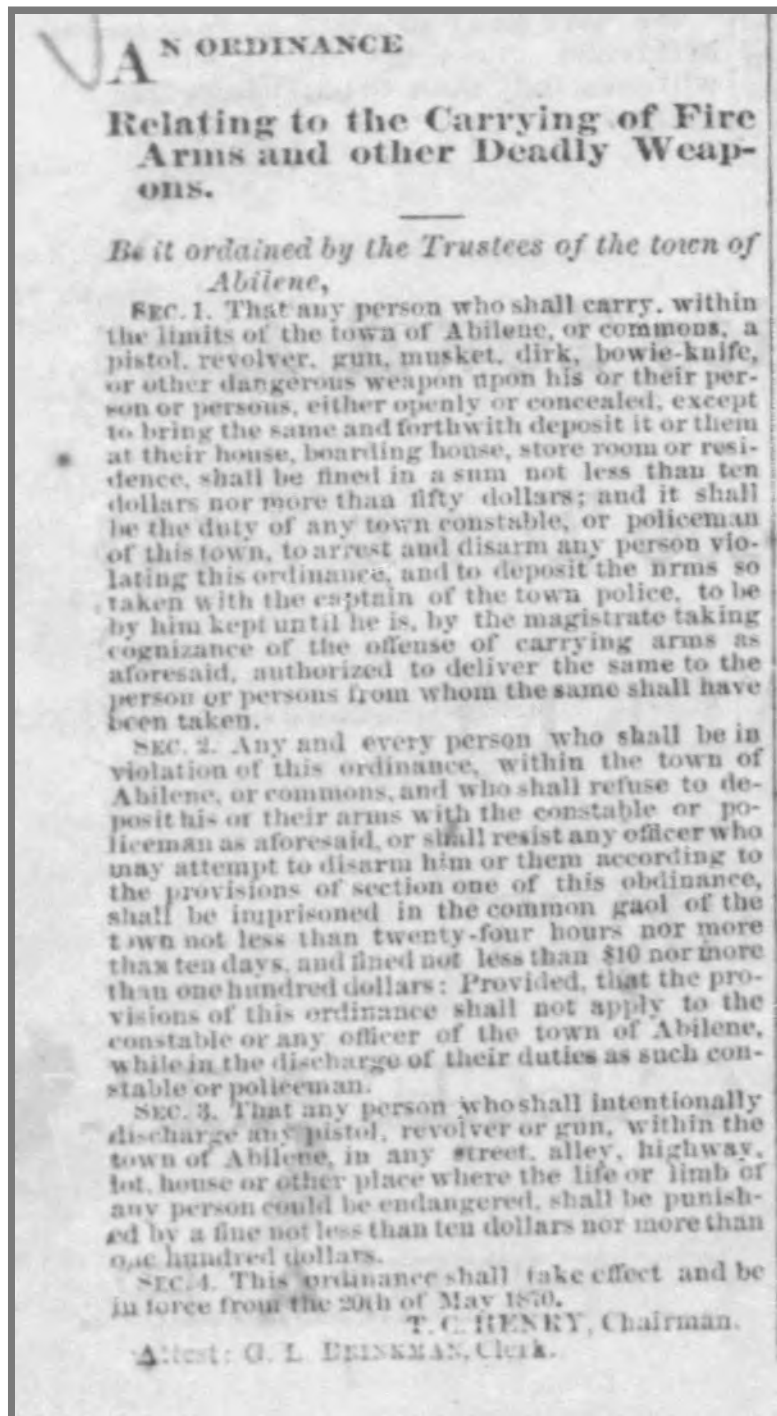 AN ORDINANCE
Relating to the Carrying of Fire
Arms and other Deadly Weap-
ons.
Be it ordained by the Trustees of the town of
Abilene,
SEC. 1. That any person who shall carry, within
the limits of the town of Abilene, or commons, a
pistol, revolver, gun, musket, dirk, bowie-knife,
or other dangerous weapon upon his or their per-
son or persons, either openly or concealed, except
to bring the same and forthwith deposit it or them
at their house, boarding house, store room or resi-
dence, shall be fined in a sum not less than ten
dollars nor more than fifty dollars; and it shall
be the duty of any town constable, or policeman
of this town, to arrest and disarm any person vio-
lating this ordinance, and to deposit the arms so
taken with the captain of the town police, to be
by him kept until he is, by the magistrate taking
cognizance of the offense of carrying arms as
aforesaid, authorized to deliver the same to the
person or persons from whom the same shall have
been taken.
SEC. 2. Any and every person who shall be in
violation of this ordinance, within the town of
Abilene, or commons, and who shall refuse to de-
posit his or their arms with the constable or po-
liceman as aforesaid, or shall resist any officer who
may attempt to disarm him or them according to
the provisions of section one of this obdinance,
shall be imprisoned in the common gaol of the
town not less than twenty-four hours nor more
than ten days, and fined not less than $10 nor more
than one hundred dollars: Provided, that the pro-
visions of this ordinance shall not apply to the
constable or any officer of the town of Abilene,
while in the discharge of their duties as such con-
stable or policeman.
SEC. 3. That any person who shall intentionally
discharge any pistol, revolver or gun, within the
town of Abilene, in any street, alley, highway,
lot, house or other place where the life or limb of
any person could be endangered, shall be punish-
ed by a fine not less than ten dollars nor more than
one hundred dollars.
SEC. 4. This ordinance shall take effect and be
in force from the 20th of May 1870.
T. C. HENRY, Chairman.
Attest: G. L. BRINKMAN, Clerk.